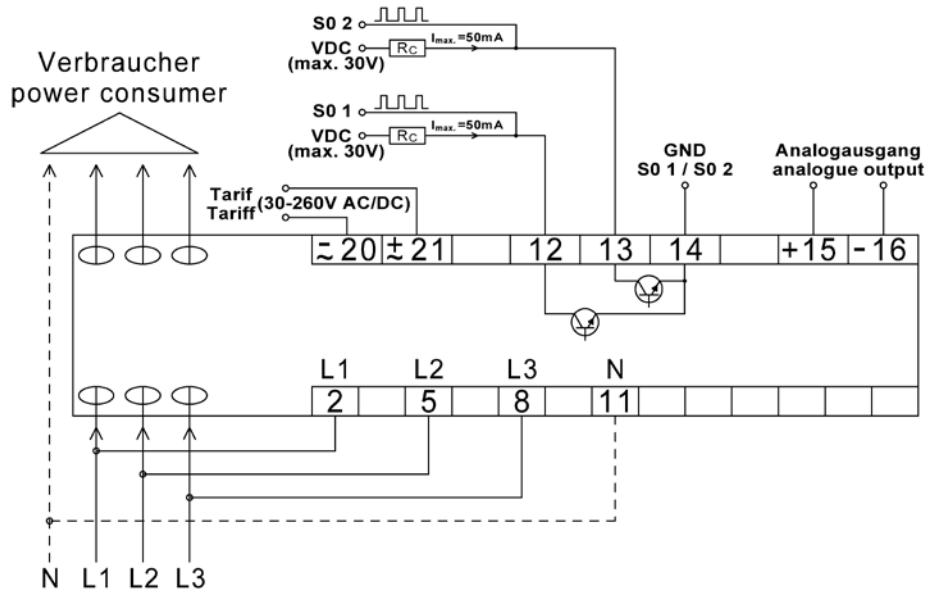 S0 2
VDC
(max. 30V)
RC
Imax.=50mA
Verbraucher
power consumer
S0 1
VDC
(max. 30V)
RC
Imax.=50mA
GND
S0 1 / S0 2
Analogausgang
analogue output
Tarif
Tariff
(30-260V AC/DC)
≂ 20
± ~ 21
12
13
14
+15
-16
L1
L2
L3
N
2
5
8
11
N
L1
L2
L3